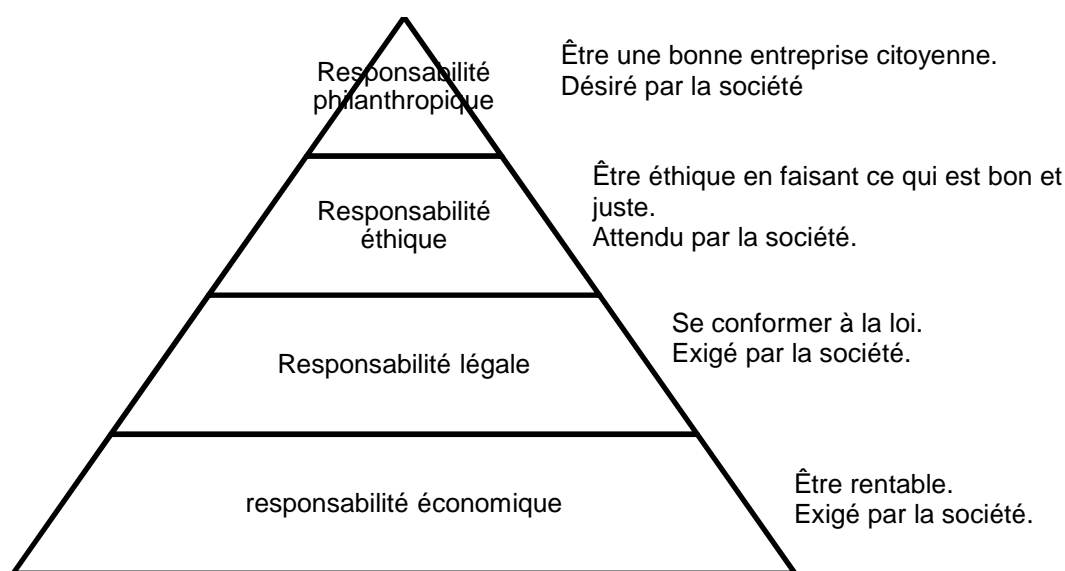 Responsabilité
philanthropique
Être une bonne entreprise citoyenne.
Désiré par la société
Responsabilité
éthique
Être éthique en faisant ce qui est bon et
juste.
Attendu par la société.
Responsabilité légale
Se conformer à la loi.
Exigé par la société.
responsabilité économique
Être rentable.
Exigé par la société.